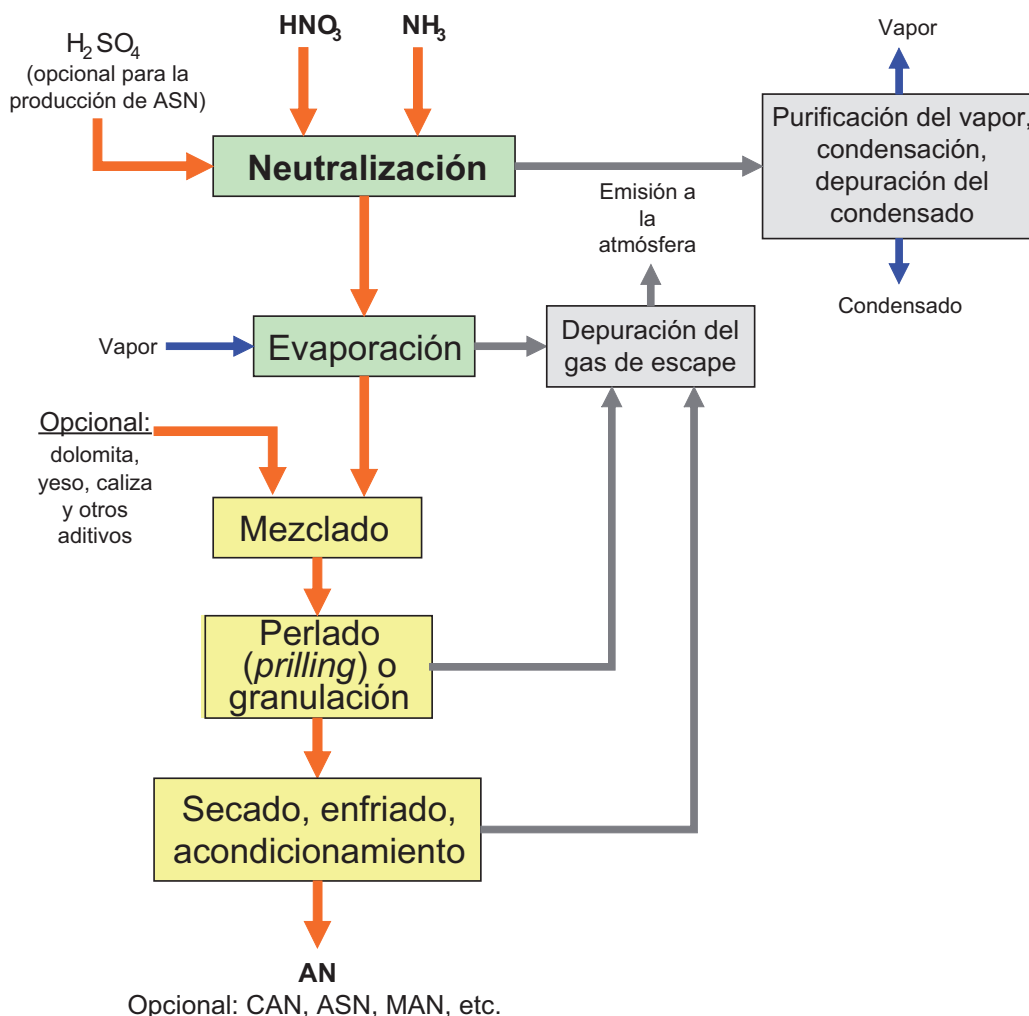 H₂SO₄
(opcional para la
producción de ASN)
HNO₃
NH₃
Neutralización
Vapor
Purificación del vapor,
condensación,
depuración del
condensado
Condensado
Emisión a
la
atmósfera
Vapor
Evaporación
Depuración del
gas de escape
Opcional:
dolomita,
yeso, caliza
y otros
aditivos
Mezclado
Perlado
(prilling) o
granulación
Secado, enfriado,
acondicionamiento
AN
Opcional: CAN, ASN, MAN, etc.